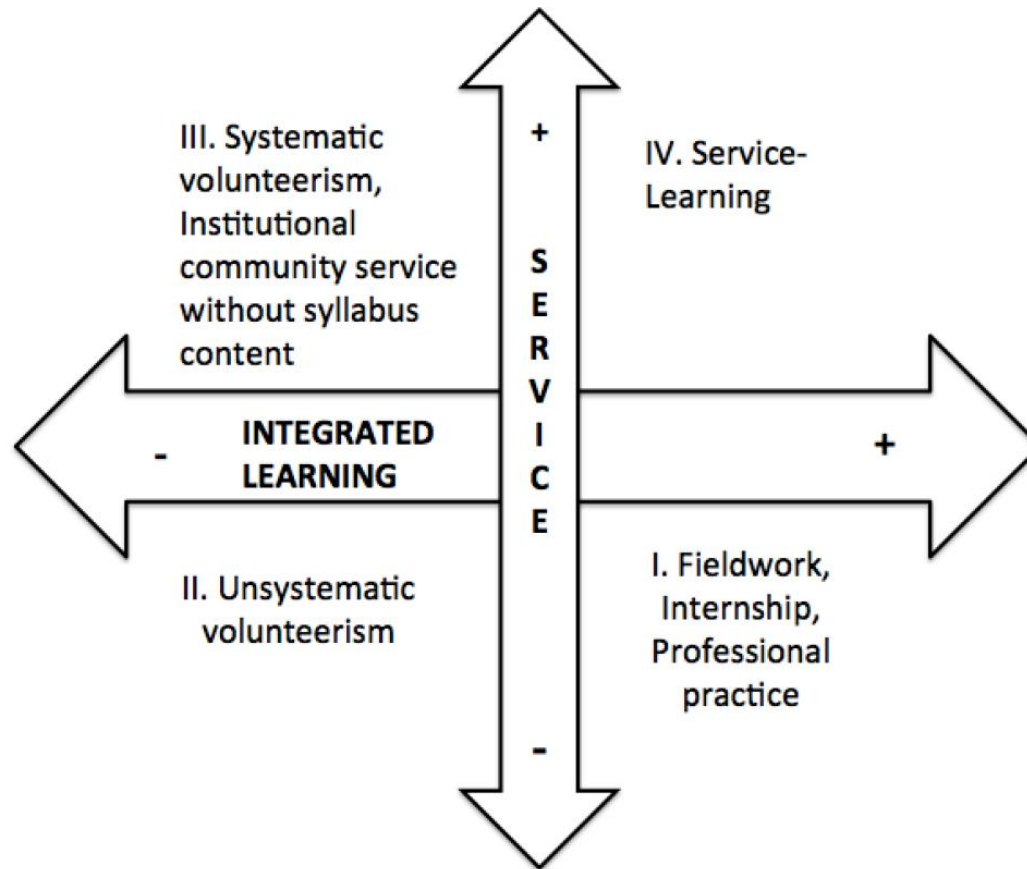 +
III. Systematic
volunteerism,
Institutional
community service
without syllabus
content
IV. Service-
Learning
SERVICE
-
INTEGRATED
LEARNING
+
II. Unsystematic
volunteerism
I. Fieldwork,
Internship,
Professional
practice
-